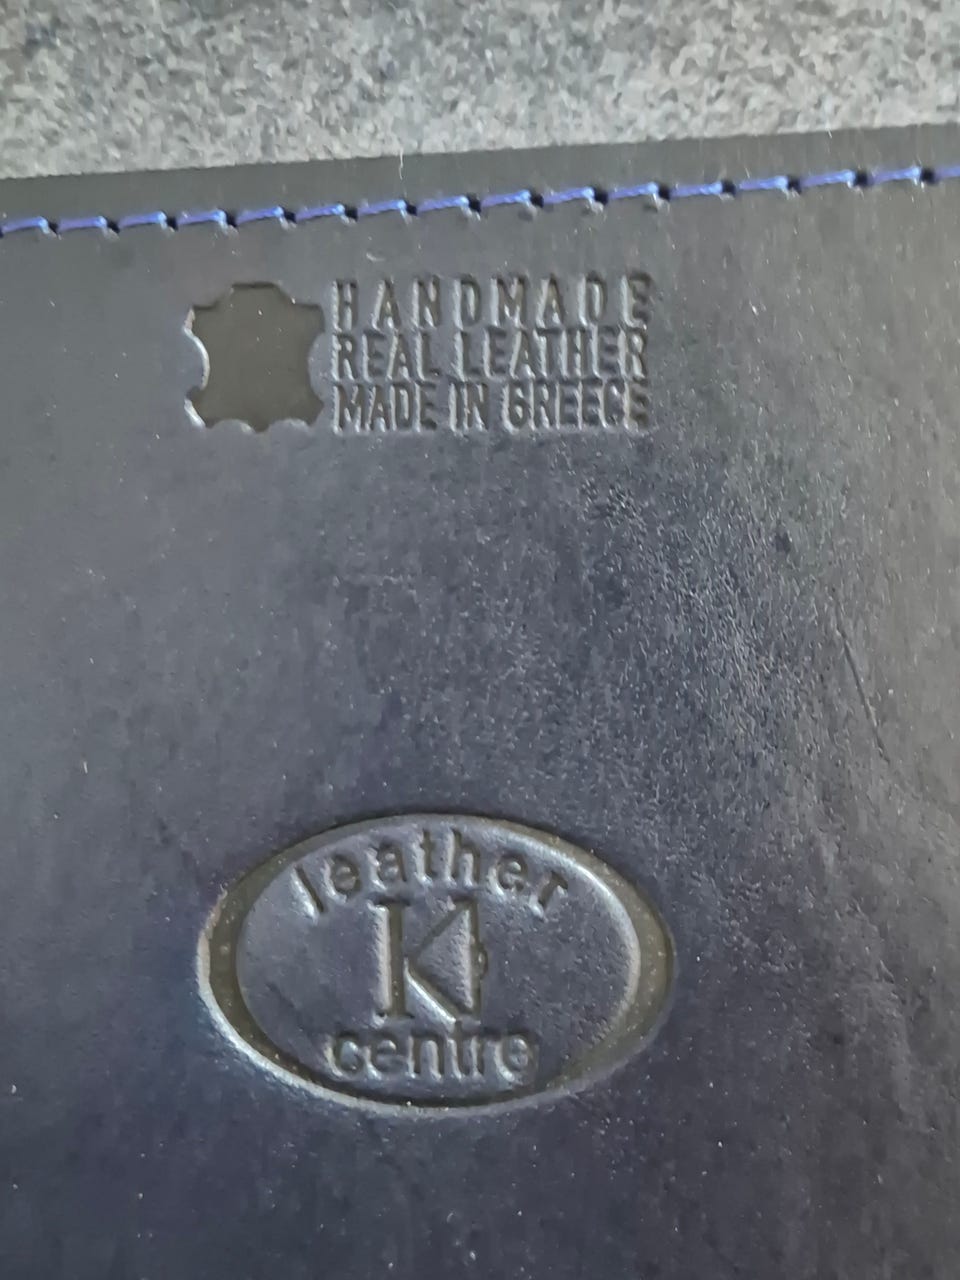 HANDMADE
REAL LEATHER
MADE IN GREECE
leather
K
centre